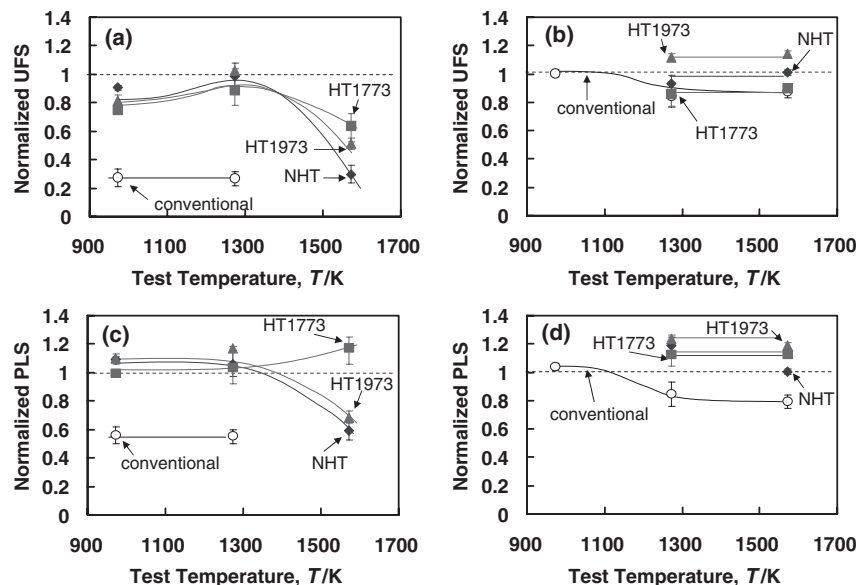 (a)
Normalized UFS
1.4
1.2
1
0.8
0.6
0.4
0.2
0
HT1773
HT1973
NHT
conventional
900 1100 1300 1500 1700
Test Temperature, T/K
(b)
Normalized UFS
1.4
1.2
1
0.8
0.6
0.4
0.2
0
HT1973
NHT
conventional
HT1773
900 1100 1300 1500 1700
Test Temperature, T/K
(c)
Normalized PLS
1.4
1.2
1
0.8
0.6
0.4
0.2
0
HT1773
HT1973
conventional
NHT
900 1100 1300 1500 1700
Test Temperature, T/K
(d)
Normalized PLS
1.4
1.2
1
0.8
0.6
0.4
0.2
0
HT1773
HT1973
conventional
NHT
900 1100 1300 1500 1700
Test Temperature, T/K